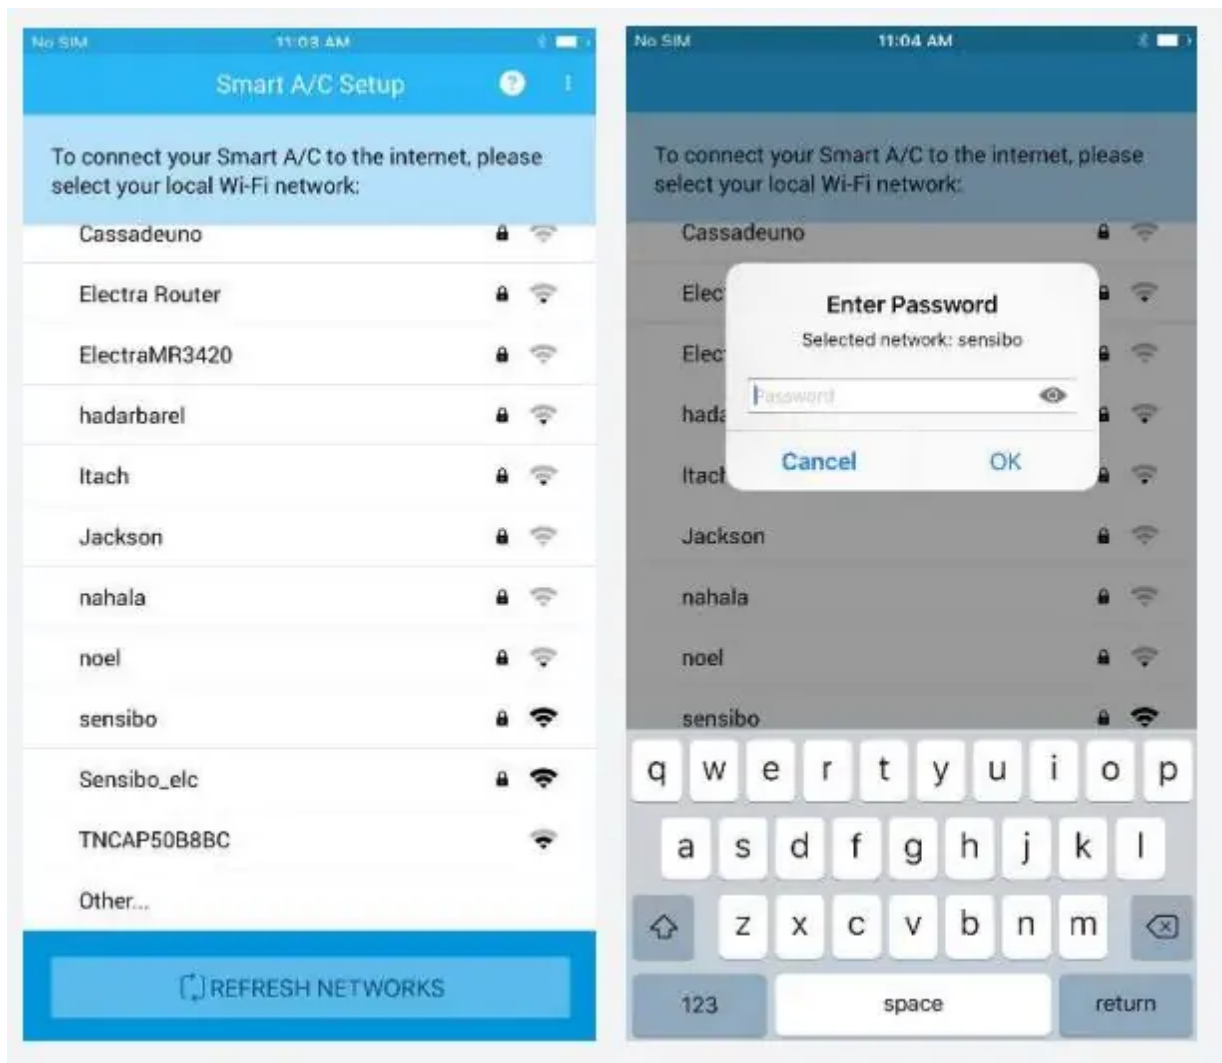 No SIM 11:03 AM
Smart A/C Setup ?
To connect your Smart A/C to the internet, please
select your local Wi-Fi network:
Cassadeuno
Electra Router
ElectraMR3420
hadarbarel
Itach
Jackson
nahala
noel
sensibo
Sensibo_elc
TNCAP50B8BC
Other...
REFRESH NETWORKS
No SIM 11:04 AM
To connect your Smart A/C to the internet, please
select your local Wi-Fi network:
Cassadeuno
Elec
Enter Password
Selected network: sensibo
Elec
Password
hada
Cancel OK
Itach
Jackson
nahala
noel
sensibo
q w e r t y u i o p
a s d f g h j k l
z x c v b n m
123 space return